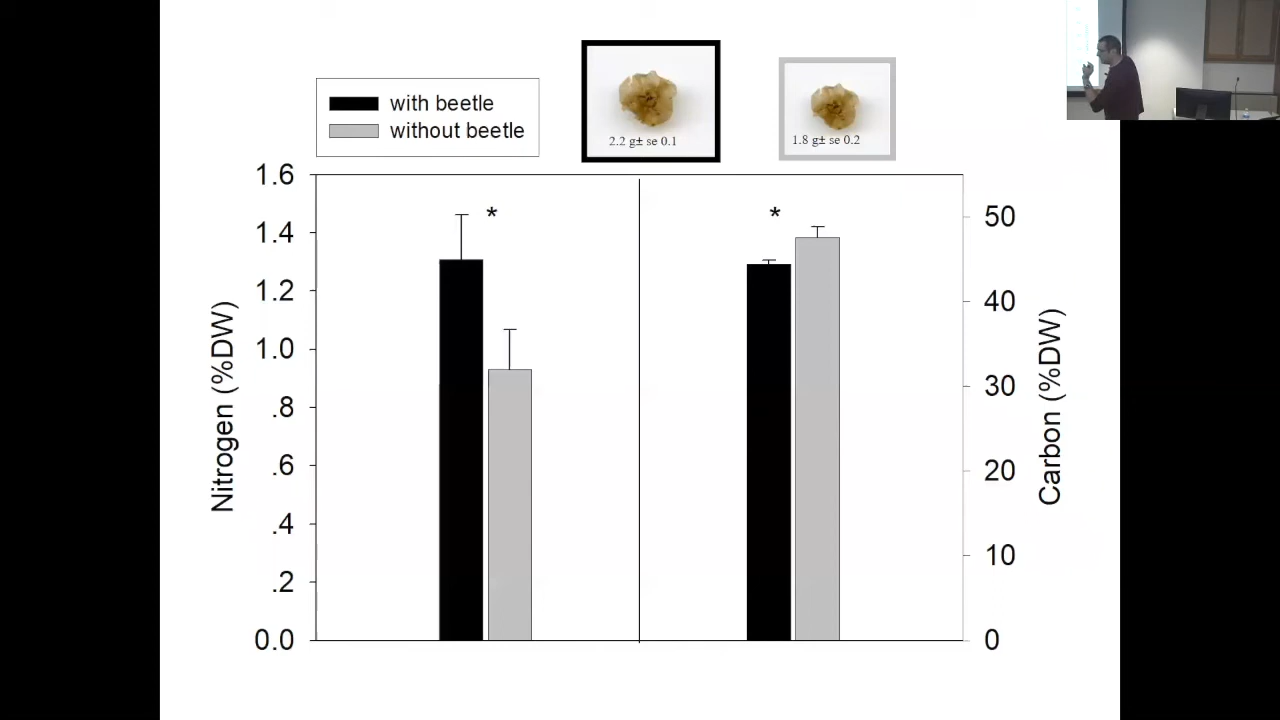 with beetle
without beetle
2.2 g± se 0.1
1.8 g± se 0.2
1.6
1.4
1.2
1.0
.8
.6
.4
.2
0.0
Nitrogen (%DW)
*
*
50
40
30
20
10
0
Carbon (%DW)